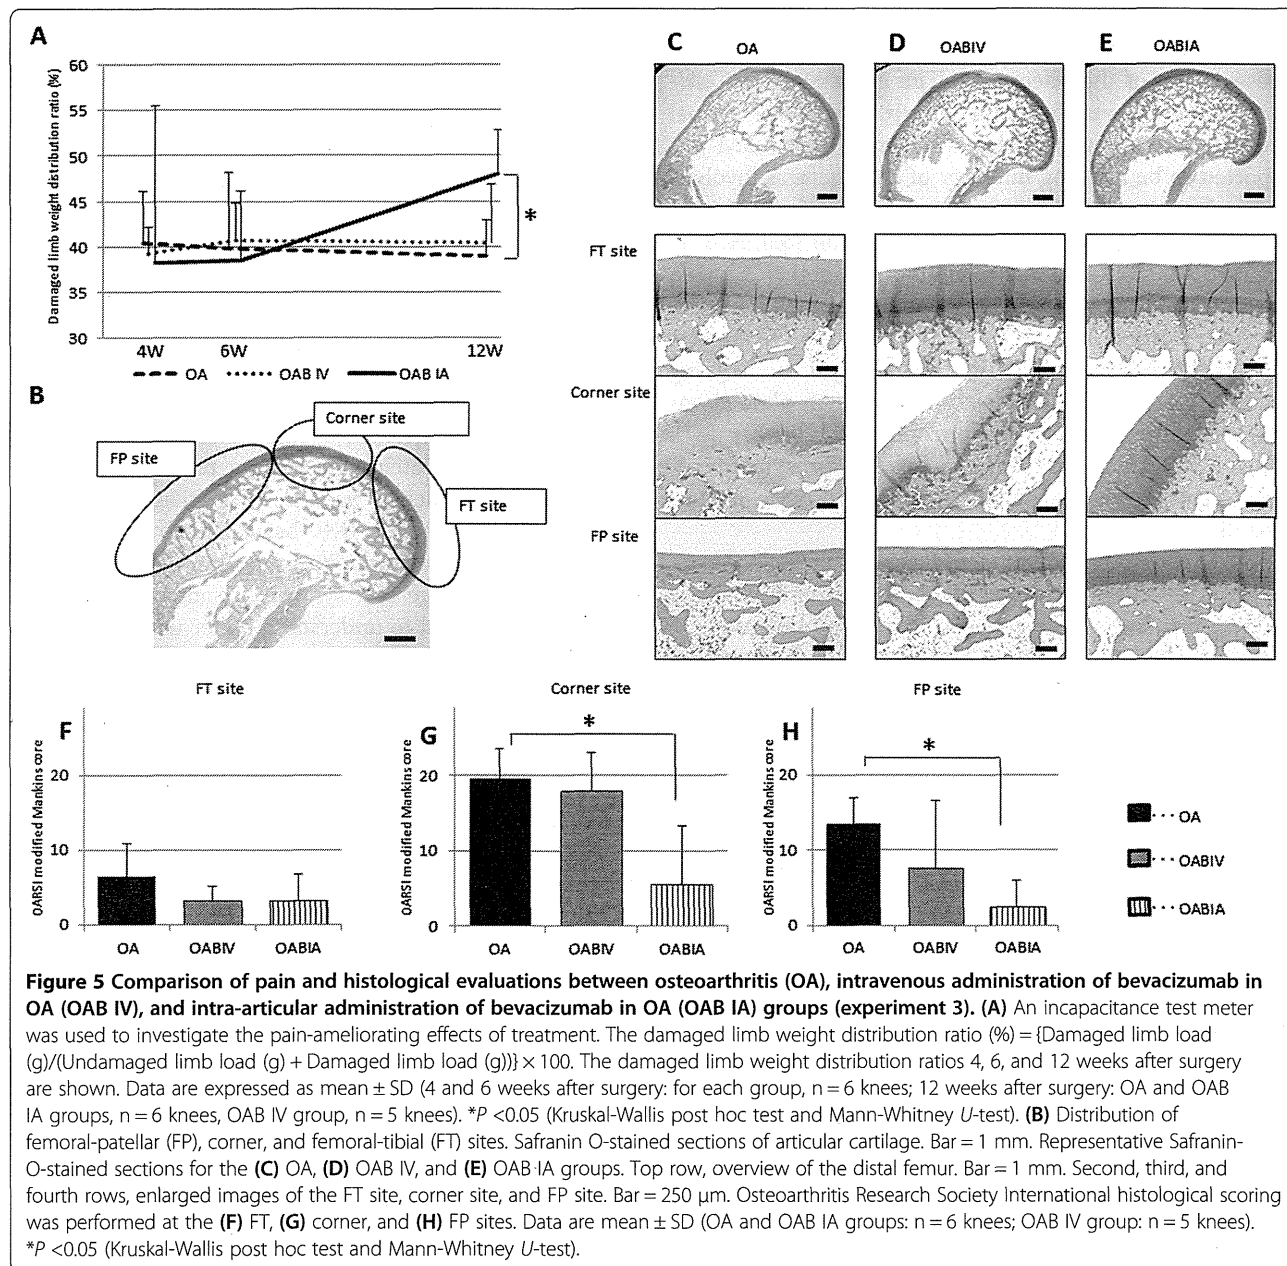 A
Damaged limb weight distribution ratio (%)
60
55
50
45
40
35
30
*
4W 6W 12W
OA OAB IV OAB IA
B
FP site
Corner site
FT site
C OA
D OABIV
E OABIA
FT site
Corner site
FP site
FT site
F
OARSI modified Mankinscore
20
10
0
OA OABIV OABIA
Corner site
G
*
OARSI modified Mankins core
20
10
0
OA OABIV OABIA
FP site
H
*
OARSI modified Mankins core
20
10
0
OA OABIV OABIA
··· OA
··· OABIV
··· OABIA
Figure 5 Comparison of pain and histological evaluations between osteoarthritis (OA), intravenous administration of bevacizumab in
OA (OAB IV), and intra-articular administration of bevacizumab in OA (OAB IA) groups (experiment 3). (A) An incapacitance test meter
was used to investigate the pain-ameliorating effects of treatment. The damaged limb weight distribution ratio (%) = {Damaged limb load
(g)/(Undamaged limb load (g) + Damaged limb load (g))} × 100. The damaged limb weight distribution ratios 4, 6, and 12 weeks after surgery
are shown. Data are expressed as mean ± SD (4 and 6 weeks after surgery: for each group, n = 6 knees; 12 weeks after surgery: OA and OAB
IA groups, n = 6 knees, OAB IV group, n = 5 knees). *P <0.05 (Kruskal-Wallis post hoc test and Mann-Whitney U-test). (B) Distribution of
femoral-patellar (FP), corner, and femoral-tibial (FT) sites. Safranin O-stained sections of articular cartilage. Bar = 1 mm. Representative Safranin-
O-stained sections for the (C) OA, (D) OAB IV, and (E) OAB IA groups. Top row, overview of the distal femur. Bar = 1 mm. Second, third, and
fourth rows, enlarged images of the FT site, corner site, and FP site. Bar = 250 μm. Osteoarthritis Research Society International histological scoring
was performed at the (F) FT, (G) corner, and (H) FP sites. Data are mean ± SD (OA and OAB IA groups: n = 6 knees; OAB IV group: n = 5 knees).
*P <0.05 (Kruskal-Wallis post hoc test and Mann-Whitney U-test).